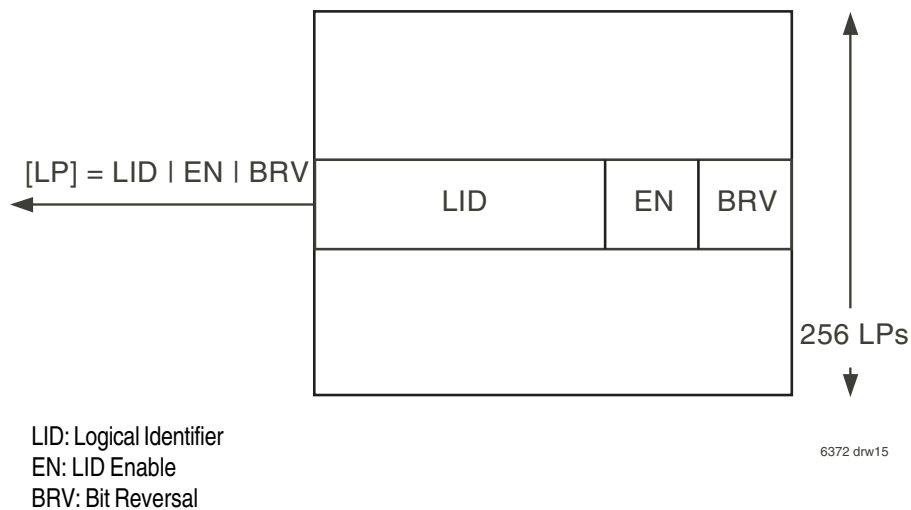 [LP] = LID | EN | BRV
LID EN BRV
256 LPs
LID: Logical Identifier
EN: LID Enable
BRV: Bit Reversal
6372 drw15